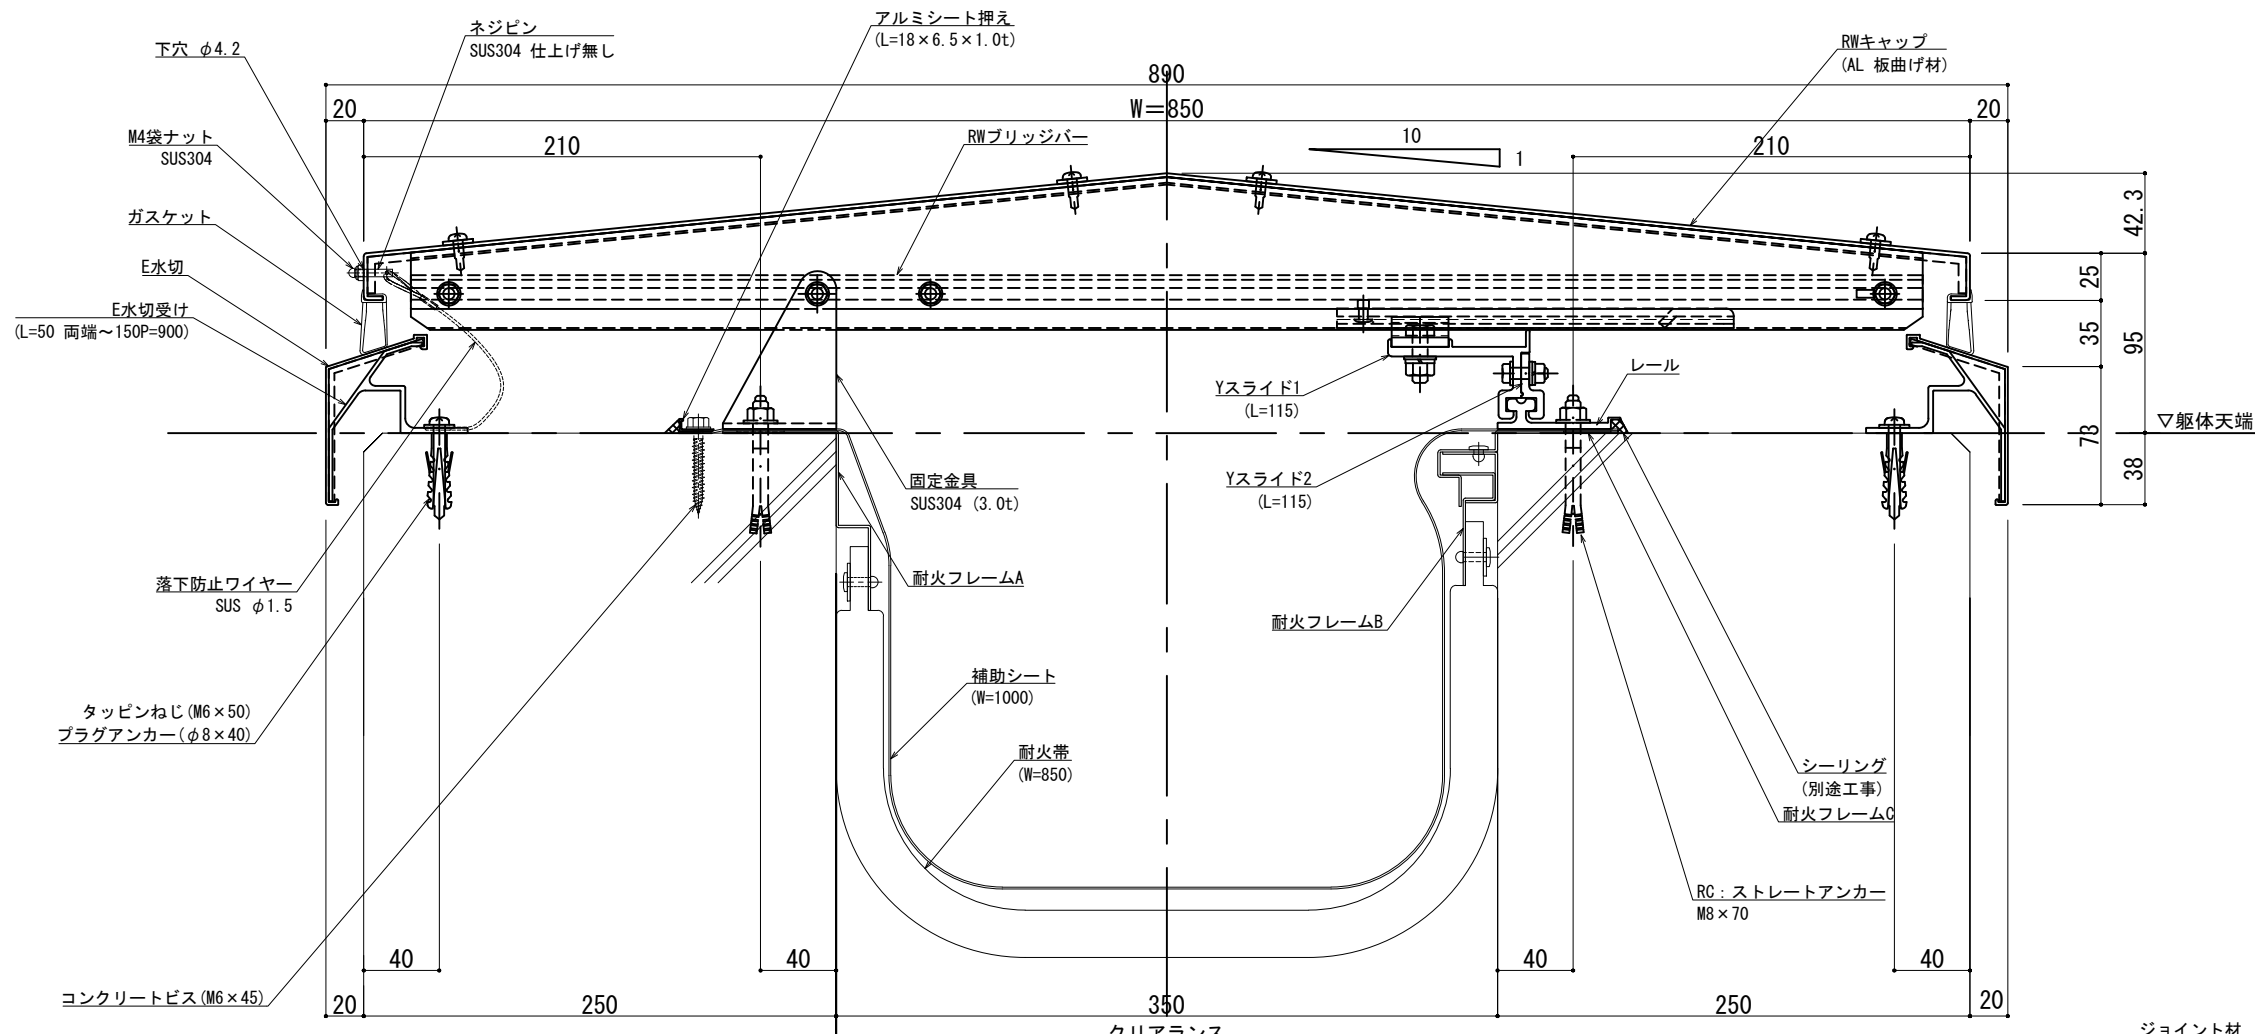 ネジピン
SUS304 仕上げ無し
アルミシート押え
(L=18×6.5×1.0t)
下穴 φ4.2
RWキャップ
(AL 板曲げ材)
890
20
W=850
20
M4袋ナット
SUS304
210
RWブリッジバー
10
1
210
42.3
ガスケット
E水切
E水切受け
(L=50 両端～150P=900)
25
35
95
73
38
Yスライド1
(L=115)
レール
▽躯体天端
固定金具
SUS304 (3.0t)
Yスライド2
(L=115)
落下防止ワイヤー
SUS φ1.5
耐火フレームA
耐火フレームB
補助シート
(W=1000)
タッピンねじ(M6×50)
プラグアンカー(φ8×40)
耐火帯
(W=850)
シーリング
(別途工事)
耐火フレームC
RC：ストレートアンカー
M8×70
40
40
40
40
コンクリートビス(M6×45)
20
250
350
250
20
クリアランス
ジョイント材